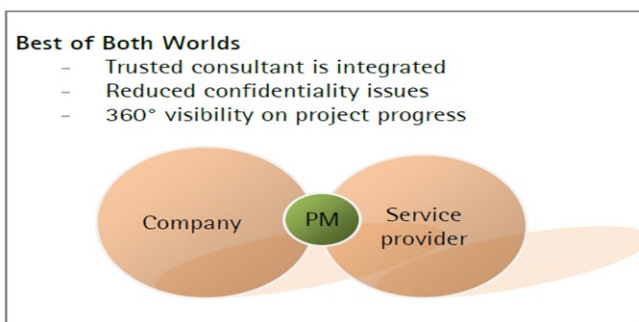 Best of Both Worlds
– Trusted consultant is integrated
– Reduced confidentiality issues
– 360° visibility on project progress
Company
PM
Service
provider